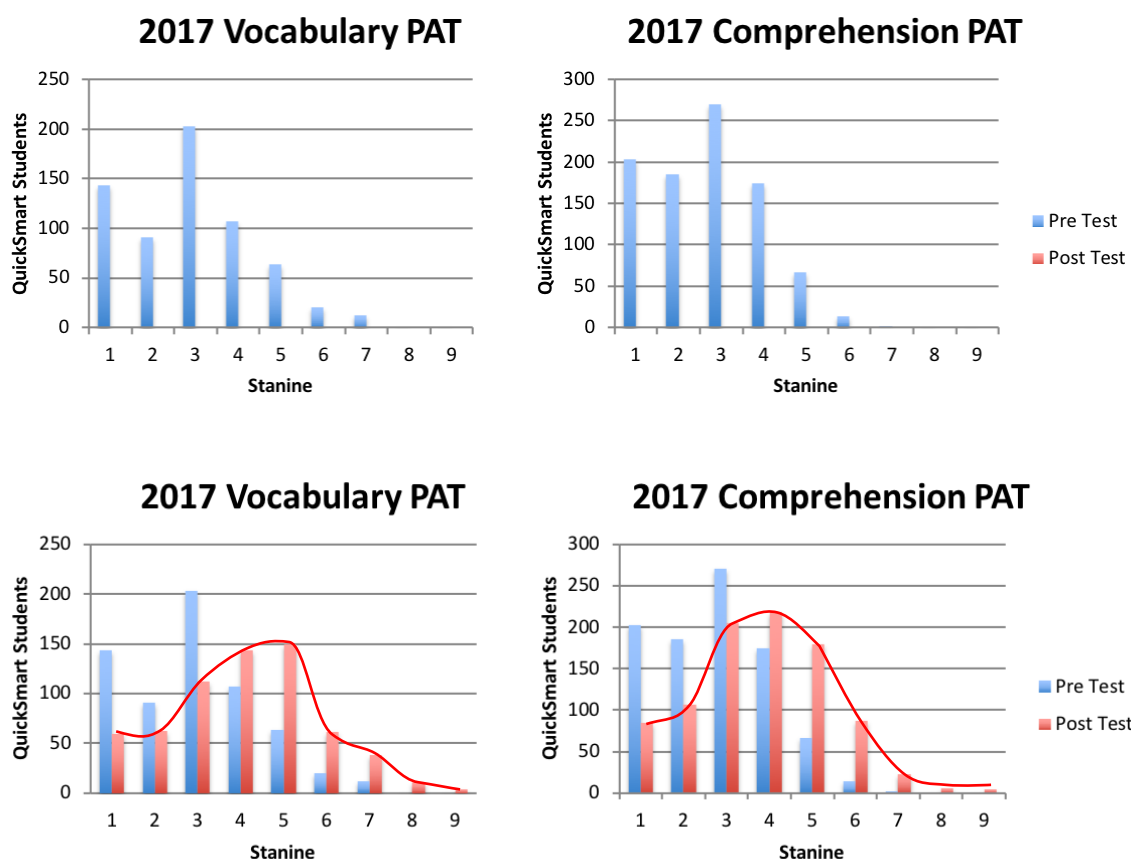 2017 Vocabulary PAT
250
200
150
100
50
0
QuickSmart Students
1 2 3 4 5 6 7 8 9
Stanine
2017 Comprehension PAT
300
250
200
150
100
50
0
QuickSmart Students
1 2 3 4 5 6 7 8 9
Stanine
Pre Test
Post Test
2017 Vocabulary PAT
250
200
150
100
50
0
QuickSmart Students
1 2 3 4 5 6 7 8 9
Stanine
2017 Comprehension PAT
300
250
200
150
100
50
0
QuickSmart Students
1 2 3 4 5 6 7 8 9
Stanine
Pre Test
Post Test